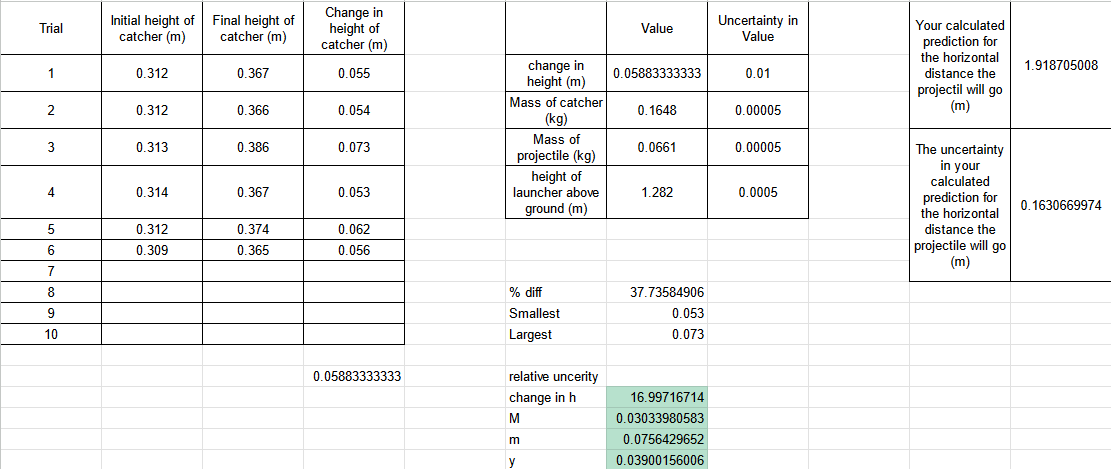 Trial
Initial height of
catcher (m)
Final height of
catcher (m)
Change in
height of
catcher (m)
1 0.312 0.367 0.055
2 0.312 0.366 0.054
3 0.313 0.386 0.073
4 0.314 0.367 0.053
5 0.312 0.374 0.062
6 0.309 0.365 0.056
7
8
9
10
0.05883333333
Value
Uncertainty in
Value
change in
height (m)
0.05883333333 0.01
Mass of catcher
(kg)
0.1648 0.00005
Mass of
projectile (kg)
0.0661 0.00005
height of
launcher above
ground (m)
1.282 0.0005
% diff 37.73584906
Smallest 0.053
Largest 0.073
relative uncerity
change in h 16.99716714
M 0.03033980583
m 0.0756429652
y 0.03900156006
Your calculated
prediction for
the horizontal
distance the
projectil will go
(m)
1.918705008
The uncertainty
in your
calculated
prediction for
the horizontal
distance the
projectile will go
(m)
0.1630669974